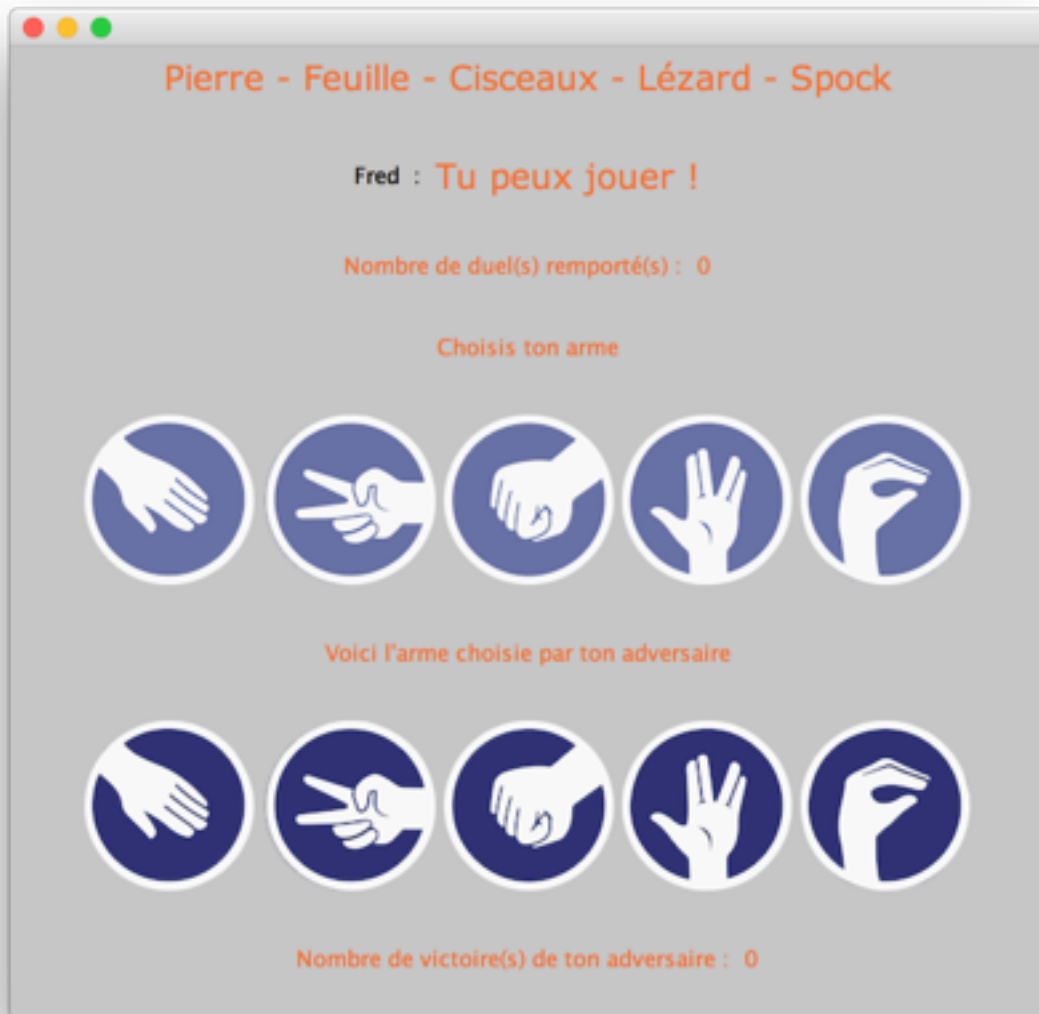 Pierre - Feuille - Cisceaux - Lézard - Spock
Fred : Tu peux jouer !
Nombre de duel(s) remporté(s) : 0
Choisis ton arme
Voici l'arme choisie par ton adversaire
Nombre de victoire(s) de ton adversaire : 0